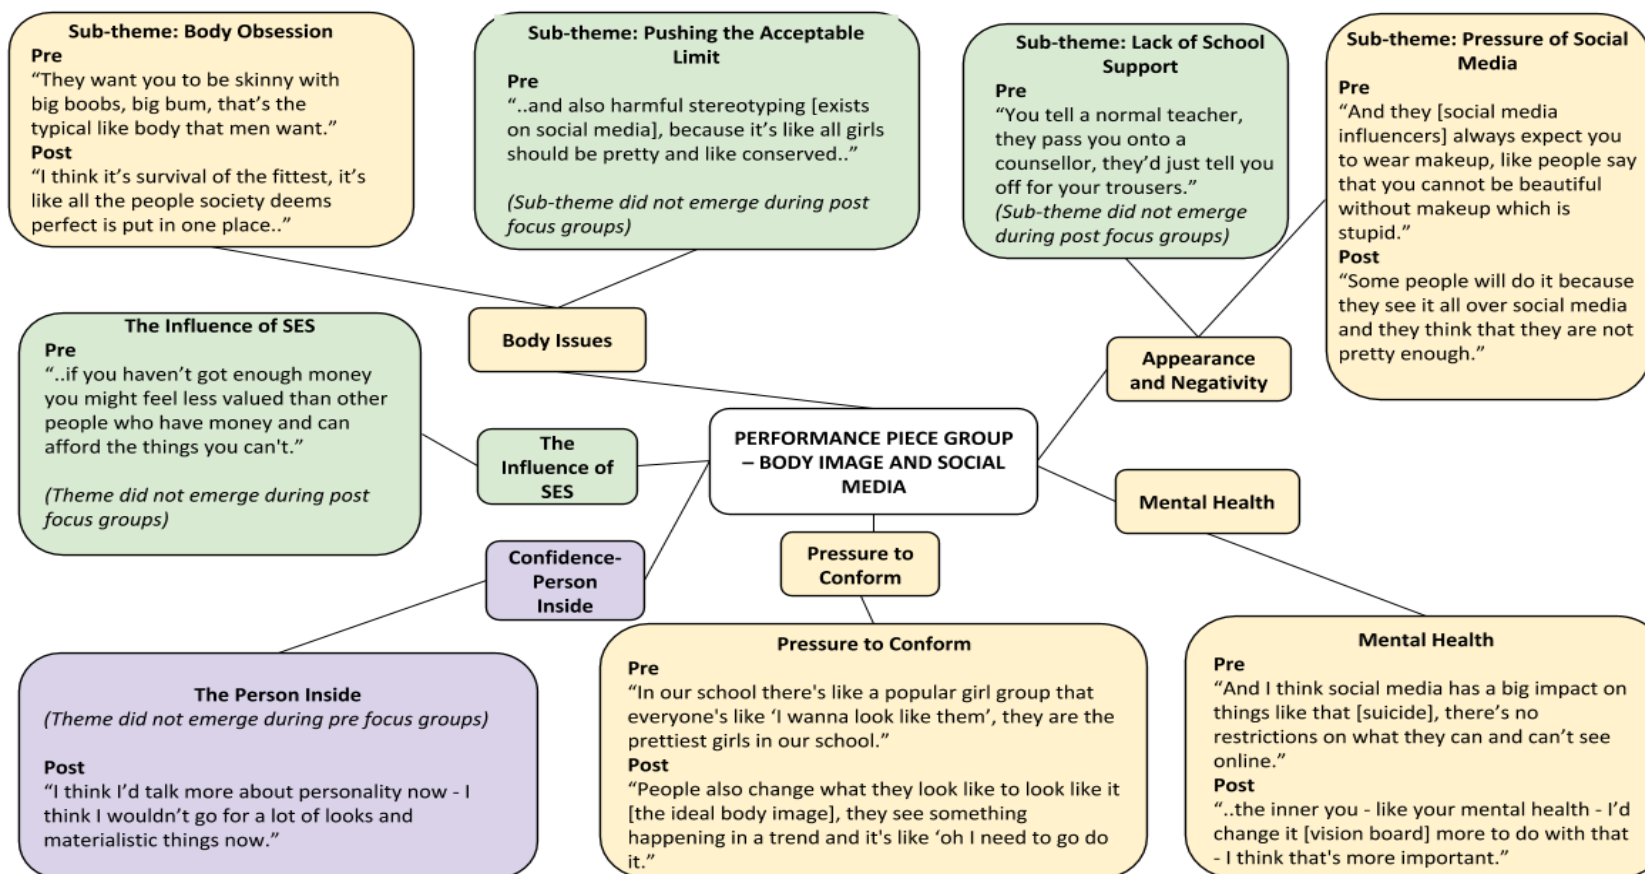 Sub-theme: Body Obsession
Pre
“They want you to be skinny with
big boobs, big bum, that’s the
typical like body that men want.”
Post
“I think it’s survival of the fittest, it’s
like all the people society deems
perfect is put in one place..”
Sub-theme: Pushing the Acceptable
Limit
Pre
“..and also harmful stereotyping [exists
on social media], because it’s like all girls
should be pretty and like conserved..”
(Sub-theme did not emerge during post
focus groups)
Sub-theme: Lack of School
Support
Pre
“You tell a normal teacher,
they pass you onto a
counsellor, they’d just tell you
off for your trousers.”
(Sub-theme did not emerge
during post focus groups)
Sub-theme: Pressure of Social
Media
Pre
“And they [social media
influencers] always expect you
to wear makeup, like people say
that you cannot be beautiful
without makeup which is
stupid.”
Post
“Some people will do it because
they see it all over social media
and they think that they are not
pretty enough.”
Body Issues
Appearance
and Negativity
The Influence of SES
Pre
“..if you haven’t got enough money
you might feel less valued than other
people who have money and can
afford the things you can't.”
(Theme did not emerge during post
focus groups)
The
Influence of
SES
PERFORMANCE PIECE GROUP
– BODY IMAGE AND SOCIAL
MEDIA
Mental Health
Confidence-
Person
Inside
Pressure to
Conform
The Person Inside
(Theme did not emerge during pre focus groups)
Post
“I think I’d talk more about personality now - I
think I wouldn’t go for a lot of looks and
materialistic things now.”
Pressure to Conform
Pre
“In our school there's like a popular girl group that
everyone's like ‘I wanna look like them’, they are the
prettiest girls in our school.”
Post
“People also change what they look like to look like it
[the ideal body image], they see something
happening in a trend and it's like ‘oh I need to go do
it.”
Mental Health
Pre
“And I think social media has a big impact on
things like that [suicide], there’s no
restrictions on what they can and can’t see
online.”
Post
“..the inner you - like your mental health - I’d
change it [vision board] more to do with that
- I think that's more important.”